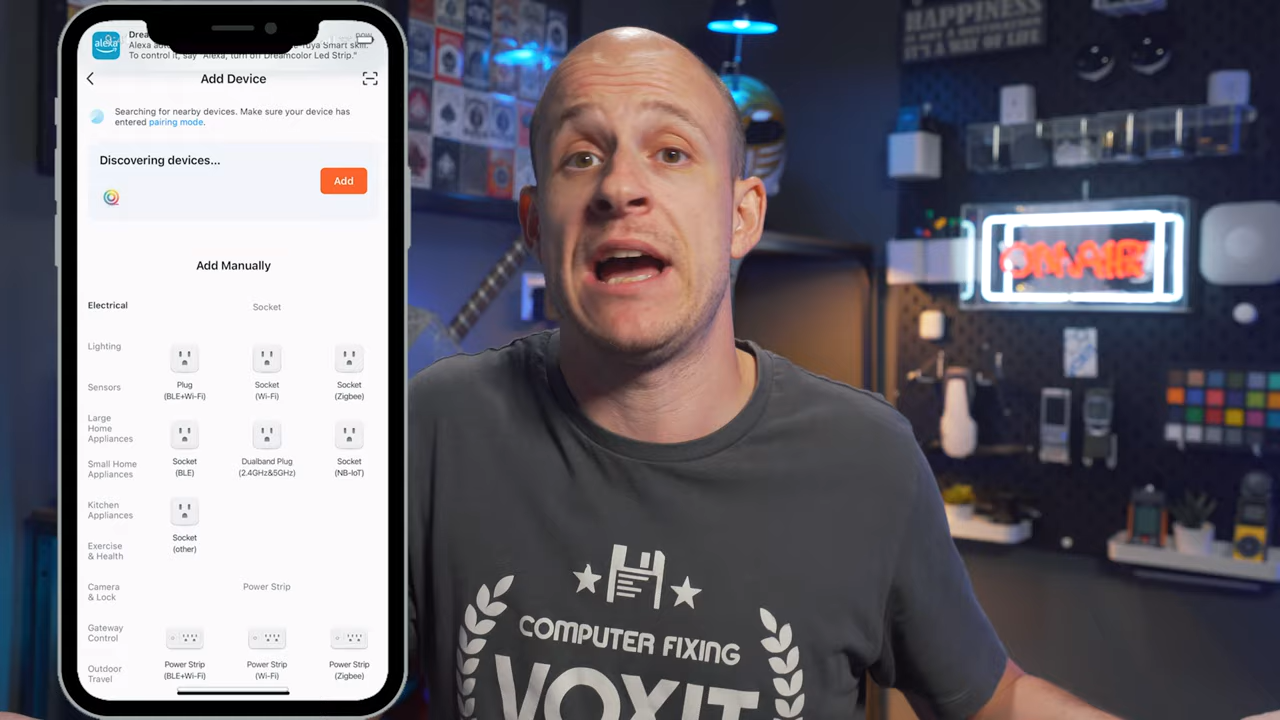 alexa
now
Alexa Tuya Smart skill.
To control it, say "Alexa, turn off Dreamcolor Led Strip."
Add Device
Searching for nearby devices. Make sure your device has
entered pairing mode.
Discovering devices...
Add
Add Manually
Electrical
Socket
Lighting
Sensors
Large
Home
Appliances
Small Home
Appliances
Kitchen
Appliances
Exercise
& Health
Camera
& Lock
Gateway
Control
Outdoor
Travel
Plug
(BLE+Wi-Fi)
Socket
(Wi-Fi)
Socket
(Zigbee)
Socket
(BLE)
Dualband Plug
(2.4GHz&5GHz)
Socket
(NB-IoT)
Socket
(other)
Power Strip
Power Strip
(BLE+Wi-Fi)
Power Strip
(Wi-Fi)
Power Strip
(Zigbee)
HAPPINESS
IT'S A WAY OF LIFE
ON AIR
COMPUTER FIXING
VOXIT